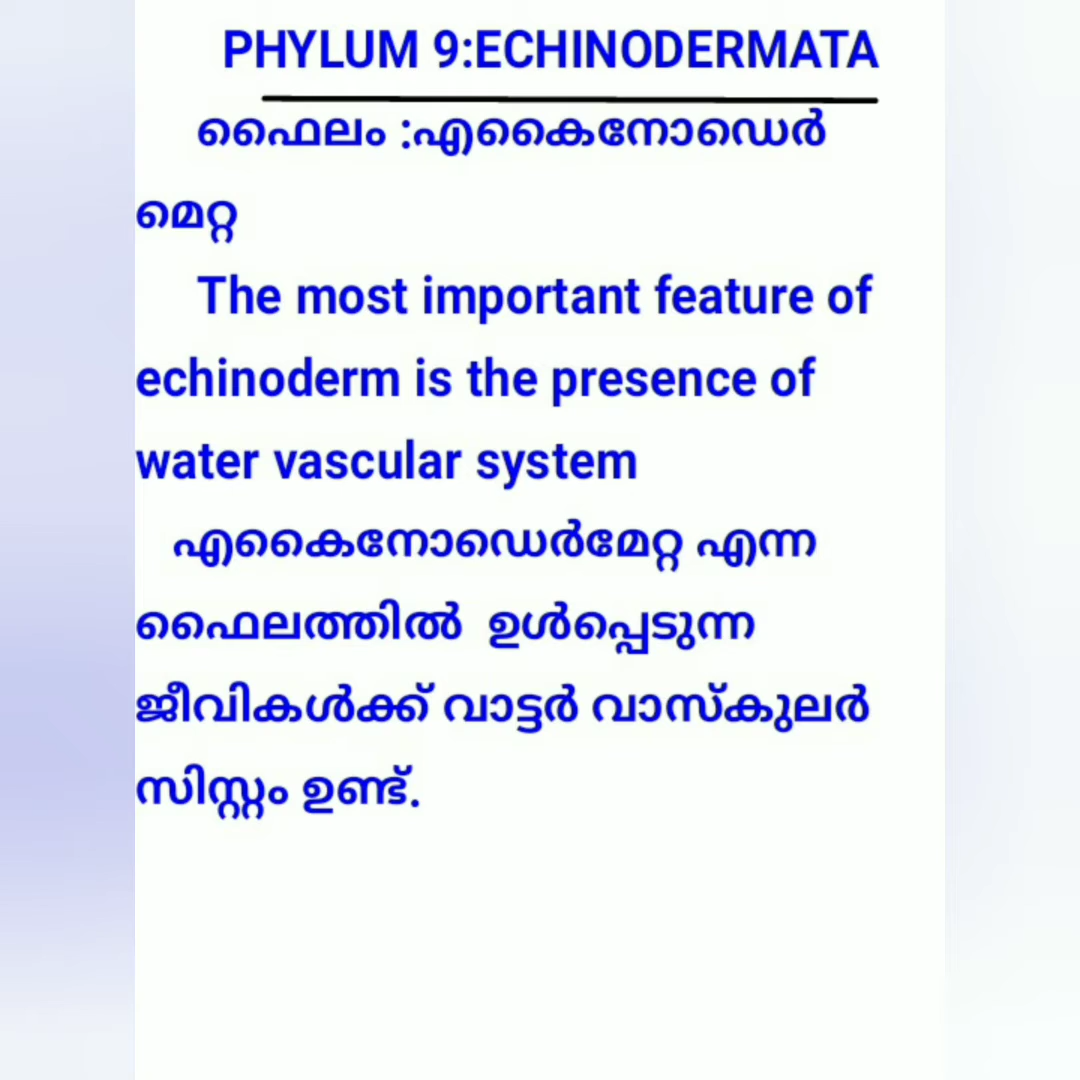 PHYLUM 9:ECHINODERMATA
ഫൈലം :എകൈനോഡെർ
മെറ്റ
The most important feature of
echinoderm is the presence of
water vascular system
എകൈനോഡെർമേറ്റ എന്ന
ഫൈലത്തിൽ ഉൾപ്പെടുന്ന
ജീവികൾക്ക് വാട്ടർ വാസ്കുലർ
സിസ്റ്റം ഉണ്ട്.